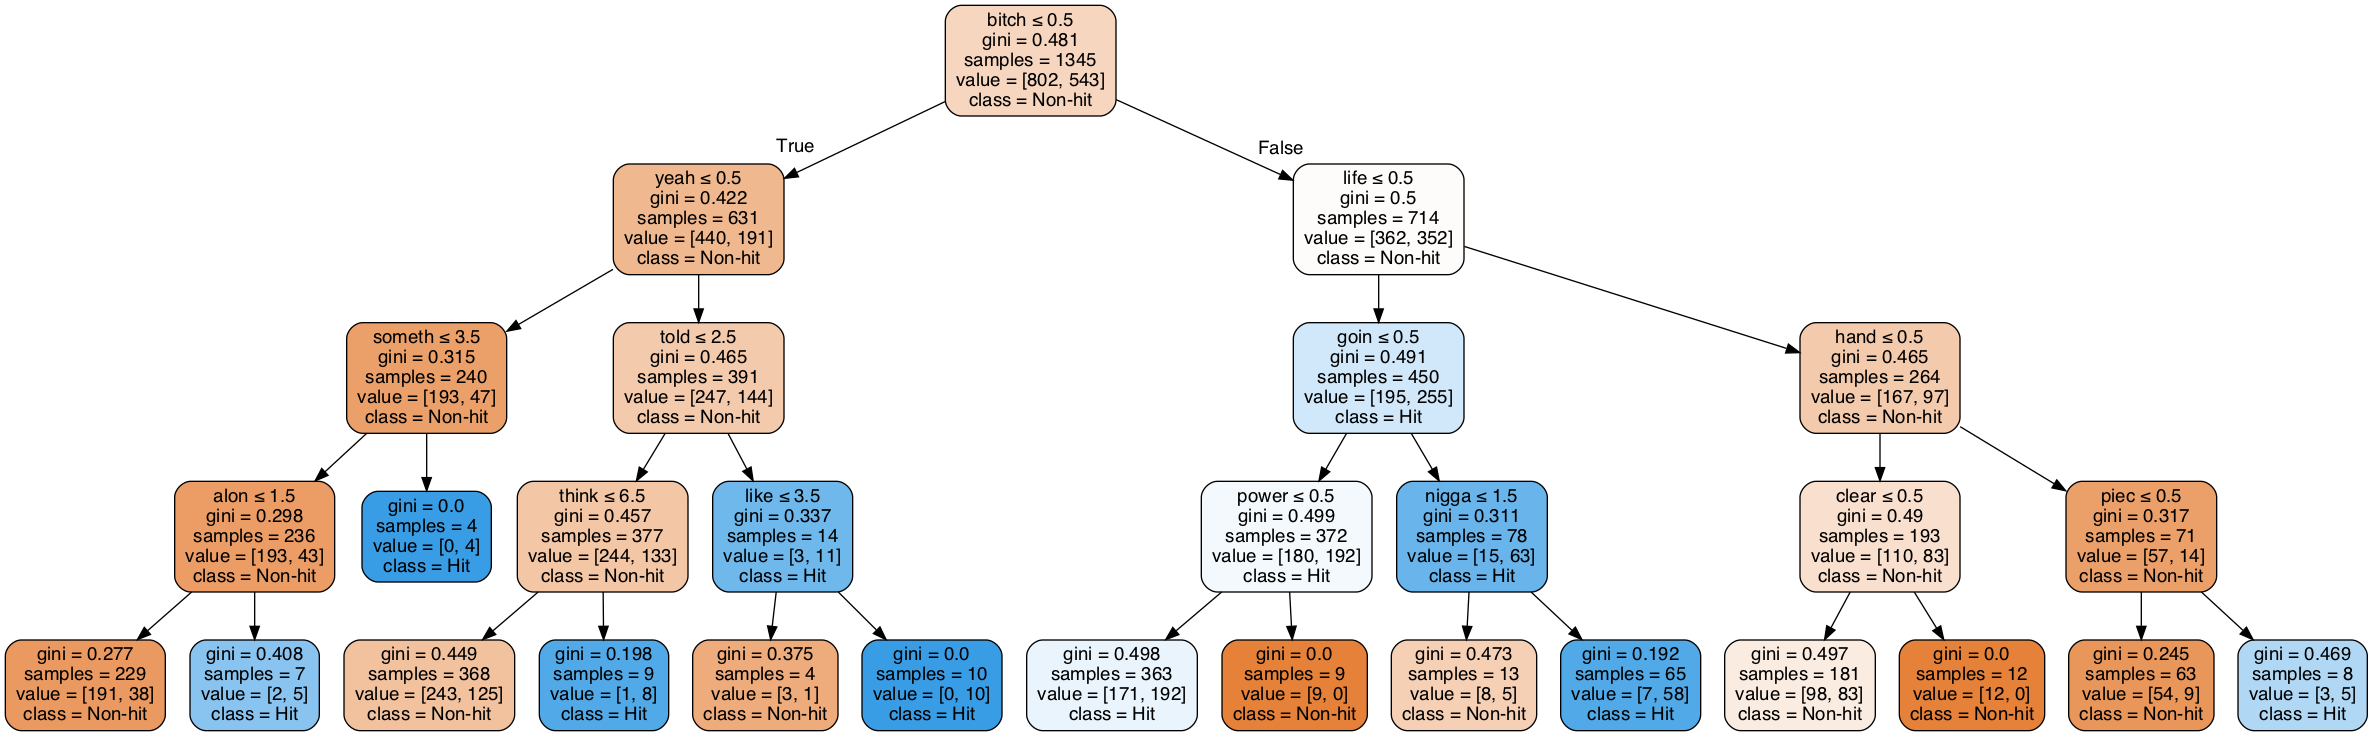 bitch ≤ 0.5
gini = 0.481
samples = 1345
value = [802, 543]
class = Non-hit
True
False
yeah ≤ 0.5
gini = 0.422
samples = 631
value = [440, 191]
class = Non-hit
life ≤ 0.5
gini = 0.5
samples = 714
value = [362, 352]
class = Non-hit
someth ≤ 3.5
gini = 0.315
samples = 240
value = [193, 47]
class = Non-hit
told ≤ 2.5
gini = 0.465
samples = 391
value = [247, 144]
class = Non-hit
goin ≤ 0.5
gini = 0.491
samples = 450
value = [195, 255]
class = Hit
hand ≤ 0.5
gini = 0.465
samples = 264
value = [167, 97]
class = Non-hit
alon ≤ 1.5
gini = 0.298
samples = 236
value = [193, 43]
class = Non-hit
gini = 0.0
samples = 4
value = [0, 4]
class = Hit
think ≤ 6.5
gini = 0.457
samples = 377
value = [244, 133]
class = Non-hit
like ≤ 3.5
gini = 0.337
samples = 14
value = [3, 11]
class = Hit
power ≤ 0.5
gini = 0.499
samples = 372
value = [180, 192]
class = Hit
nigga ≤ 1.5
gini = 0.311
samples = 78
value = [15, 63]
class = Hit
clear ≤ 0.5
gini = 0.49
samples = 193
value = [110, 83]
class = Non-hit
piec ≤ 0.5
gini = 0.317
samples = 71
value = [57, 14]
class = Non-hit
gini = 0.277
samples = 229
value = [191, 38]
class = Non-hit
gini = 0.408
samples = 7
value = [2, 5]
class = Hit
gini = 0.449
samples = 368
value = [243, 125]
class = Non-hit
gini = 0.198
samples = 9
value = [1, 8]
class = Hit
gini = 0.375
samples = 4
value = [3, 1]
class = Non-hit
gini = 0.0
samples = 10
value = [0, 10]
class = Hit
gini = 0.498
samples = 363
value = [171, 192]
class = Hit
gini = 0.0
samples = 9
value = [9, 0]
class = Non-hit
gini = 0.473
samples = 13
value = [8, 5]
class = Non-hit
gini = 0.192
samples = 65
value = [7, 58]
class = Hit
gini = 0.497
samples = 181
value = [98, 83]
class = Non-hit
gini = 0.0
samples = 12
value = [12, 0]
class = Non-hit
gini = 0.245
samples = 63
value = [54, 9]
class = Non-hit
gini = 0.469
samples = 8
value = [3, 5]
class = Hit